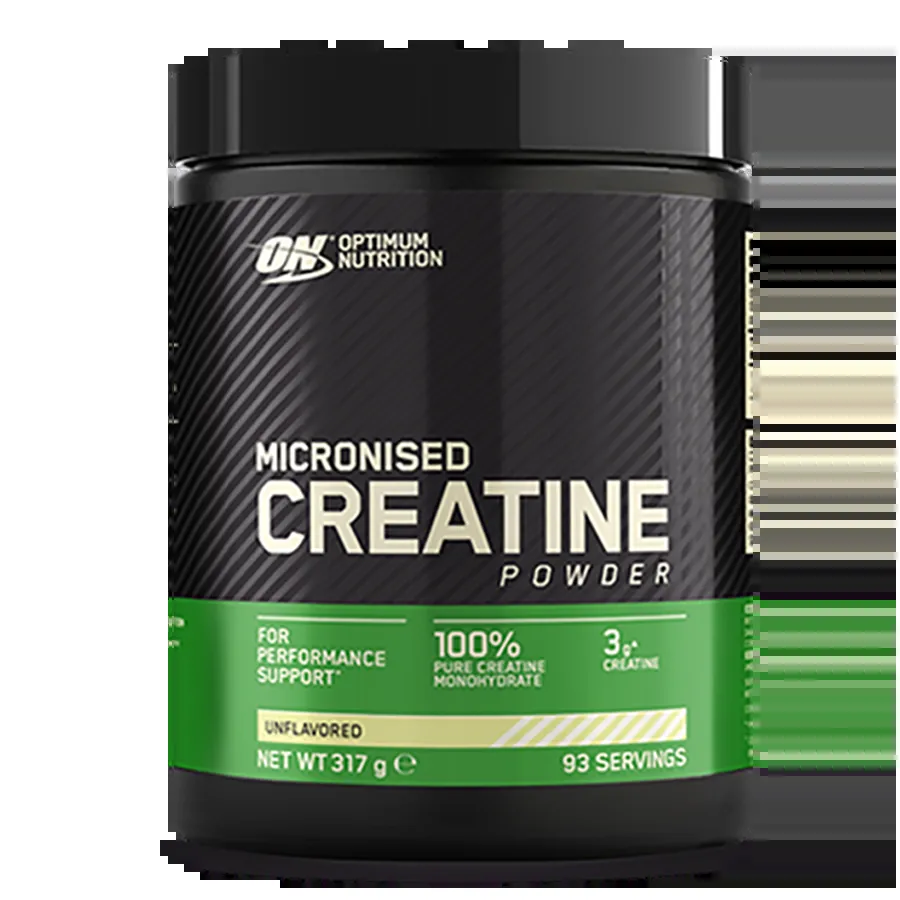 ON® OPTIMUM
NUTRITION
MICRONISED
CREATINE
POWDER
FOR
PERFORMANCE
SUPPORT*
100%
PURE CREATINE
MONOHYDRATE
3g^
CREATINE
UNFLAVORED
NET WT 317 g ℮
93 SERVINGS